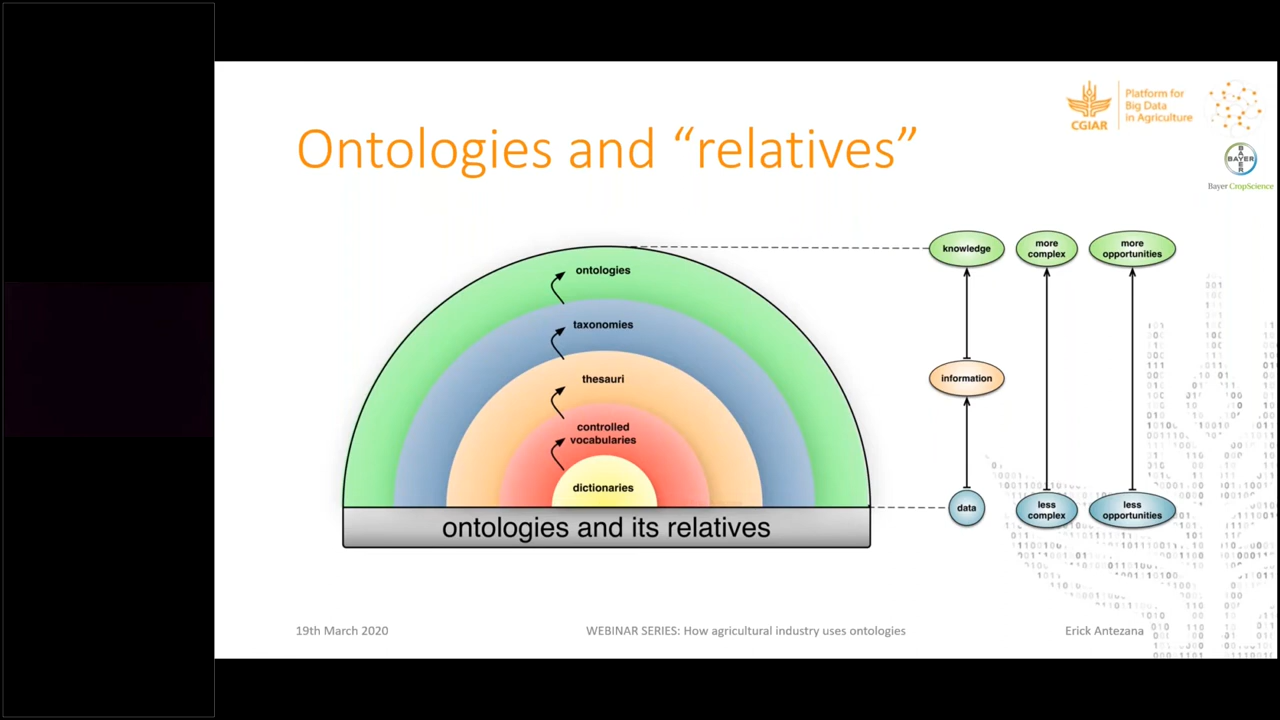 Ontologies and “relatives”
CGIAR
Platform for
Big Data
in Agriculture
BAYER
Bayer CropScience
ontologies
taxonomies
thesauri
controlled
vocabularies
dictionaries
ontologies and its relatives
knowledge
more
complex
more
opportunities
information
data
less
complex
less
opportunities
19th March 2020
WEBINAR SERIES: How agricultural industry uses ontologies
Erick Antezana